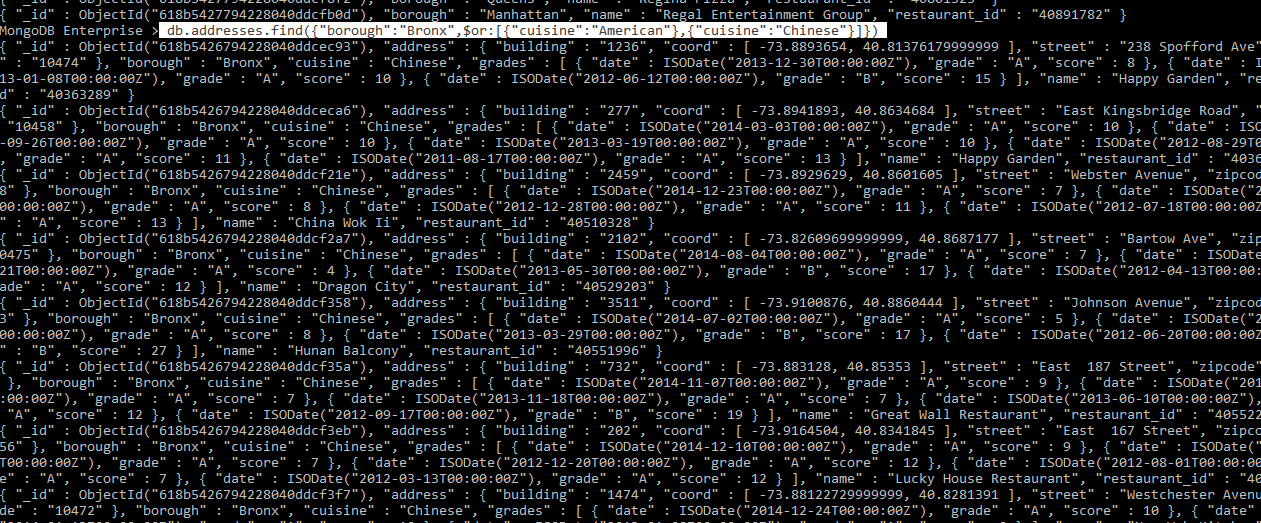 { "_id" : ObjectId("618b5426794228040ddcf8f2"), "borough" : "Queens", "name" : "Regina Pizza", "restaurant_id" : "40881525" }
{ "_id" : ObjectId("618b5426794228040ddcfb0d"), "borough" : "Manhattan", "name" : "Regal Entertainment Group", "restaurant_id" : "40891782" }
MongoDB Enterprise > db.addresses.find({"borough":"Bronx",$or:[{"cuisine":"American"},{"cuisine":"Chinese"}]})
{ "_id" : ObjectId("618b5426794228040ddcec93"), "address" : { "building" : "1236", "coord" : [ -73.8893654, 40.81376179999999 ], "street" : "238 Spofford Ave"
" : "10474" }, "borough" : "Bronx", "cuisine" : "Chinese", "grades" : [ { "date" : ISODate("2013-12-30T00:00:00Z"), "grade" : "A", "score" : 8 }, { "date" : I
13-01-08T00:00:00Z"), "grade" : "A", "score" : 10 }, { "date" : ISODate("2012-06-12T00:00:00Z"), "grade" : "B", "score" : 15 } ], "name" : "Happy Garden", "re
d" : "40363289" }
{ "_id" : ObjectId("618b5426794228040ddceca6"), "address" : { "building" : "277", "coord" : [ -73.8941893, 40.8634684 ], "street" : "East Kingsbridge Road",
"10458" }, "borough" : "Bronx", "cuisine" : "Chinese", "grades" : [ { "date" : ISODate("2014-03-03T00:00:00Z"), "grade" : "A", "score" : 10 }, { "date" : ISO
-09-26T00:00:00Z"), "grade" : "A", "score" : 10 }, { "date" : ISODate("2013-03-19T00:00:00Z"), "grade" : "A", "score" : 10 }, { "date" : ISODate("2012-08-29T0
, "grade" : "A", "score" : 11 }, { "date" : ISODate("2011-08-17T00:00:00Z"), "grade" : "A", "score" : 13 } ], "name" : "Happy Garden", "restaurant_id" : "4036
{ "_id" : ObjectId("618b5426794228040ddcf21e"), "address" : { "building" : "2459", "coord" : [ -73.8929629, 40.8601605 ], "street" : "Webster Avenue", "zipcod
8" }, "borough" : "Bronx", "cuisine" : "Chinese", "grades" : [ { "date" : ISODate("2014-12-23T00:00:00Z"), "grade" : "A", "score" : 7 }, { "date" : ISODate("2
00:00:00Z"), "grade" : "A", "score" : 8 }, { "date" : ISODate("2012-12-28T00:00:00Z"), "grade" : "A", "score" : 11 }, { "date" : ISODate("2012-07-18T00:00:00Z
" : "A", "score" : 13 } ], "name" : "China Wok Ii", "restaurant_id" : "40510328" }
{ "_id" : ObjectId("618b5426794228040ddcf2a7"), "address" : { "building" : "2102", "coord" : [ -73.82609699999999, 40.8687177 ], "street" : "Bartow Ave", "zip
0475" }, "borough" : "Bronx", "cuisine" : "Chinese", "grades" : [ { "date" : ISODate("2014-08-04T00:00:00Z"), "grade" : "A", "score" : 7 }, { "date" : ISODate
21T00:00:00Z"), "grade" : "A", "score" : 4 }, { "date" : ISODate("2013-05-30T00:00:00Z"), "grade" : "B", "score" : 17 }, { "date" : ISODate("2012-04-13T00:00:
ade" : "A", "score" : 12 } ], "name" : "Dragon City", "restaurant_id" : "40529203" }
{ "_id" : ObjectId("618b5426794228040ddcf358"), "address" : { "building" : "3511", "coord" : [ -73.9100876, 40.8860444 ], "street" : "Johnson Avenue", "zipcod
3" }, "borough" : "Bronx", "cuisine" : "Chinese", "grades" : [ { "date" : ISODate("2014-07-02T00:00:00Z"), "grade" : "A", "score" : 5 }, { "date" : ISODate("2
00:00:00Z"), "grade" : "A", "score" : 8 }, { "date" : ISODate("2013-03-29T00:00:00Z"), "grade" : "B", "score" : 17 }, { "date" : ISODate("2012-06-20T00:00:00Z
" : "B", "score" : 27 } ], "name" : "Hunan Balcony", "restaurant_id" : "40551996" }
{ "_id" : ObjectId("618b5426794228040ddcf35a"), "address" : { "building" : "732", "coord" : [ -73.883128, 40.85353 ], "street" : "East  187 Street", "zipcode"
 }, "borough" : "Bronx", "cuisine" : "Chinese", "grades" : [ { "date" : ISODate("2014-11-07T00:00:00Z"), "grade" : "A", "score" : 9 }, { "date" : ISODate("201
:00:00Z"), "grade" : "A", "score" : 7 }, { "date" : ISODate("2013-11-18T00:00:00Z"), "grade" : "A", "score" : 7 }, { "date" : ISODate("2013-06-10T00:00:00Z"),
"A", "score" : 12 }, { "date" : ISODate("2012-09-17T00:00:00Z"), "grade" : "B", "score" : 19 } ], "name" : "Great Wall Restaurant", "restaurant_id" : "405522
{ "_id" : ObjectId("618b5426794228040ddcf3eb"), "address" : { "building" : "202", "coord" : [ -73.9164504, 40.8341845 ], "street" : "East  167 Street", "zipco
56" }, "borough" : "Bronx", "cuisine" : "Chinese", "grades" : [ { "date" : ISODate("2014-12-10T00:00:00Z"), "grade" : "A", "score" : 9 }, { "date" : ISODate("
T00:00:00Z"), "grade" : "A", "score" : 7 }, { "date" : ISODate("2012-12-20T00:00:00Z"), "grade" : "A", "score" : 12 }, { "date" : ISODate("2012-08-01T00:00:00
: "A", "score" : 7 }, { "date" : ISODate("2012-03-13T00:00:00Z"), "grade" : "A", "score" : 12 } ], "name" : "Lucky House Restaurant", "restaurant_id" : "40
{ "_id" : ObjectId("618b5426794228040ddcf3f7"), "address" : { "building" : "1474", "coord" : [ -73.88122729999999, 40.8281391 ], "street" : "Westchester Avenu
de" : "10472" }, "borough" : "Bronx", "cuisine" : "Chinese", "grades" : [ { "date" : ISODate("2014-12-24T00:00:00Z"), "grade" : "A", "score" : 10 }, { "date"